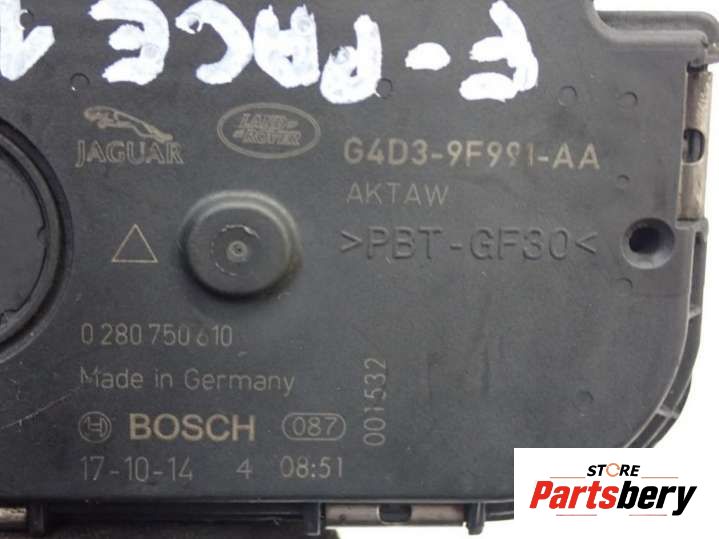 F-PACE 1
JAGUAR
LAND-
ROVER
G4D3-9F991-AA
AKTAW
>PBT-GF30<
0 280 750 610
Made in Germany
001532
BOSCH 087
17-10-14 4 08:51
STORE
Partsbery